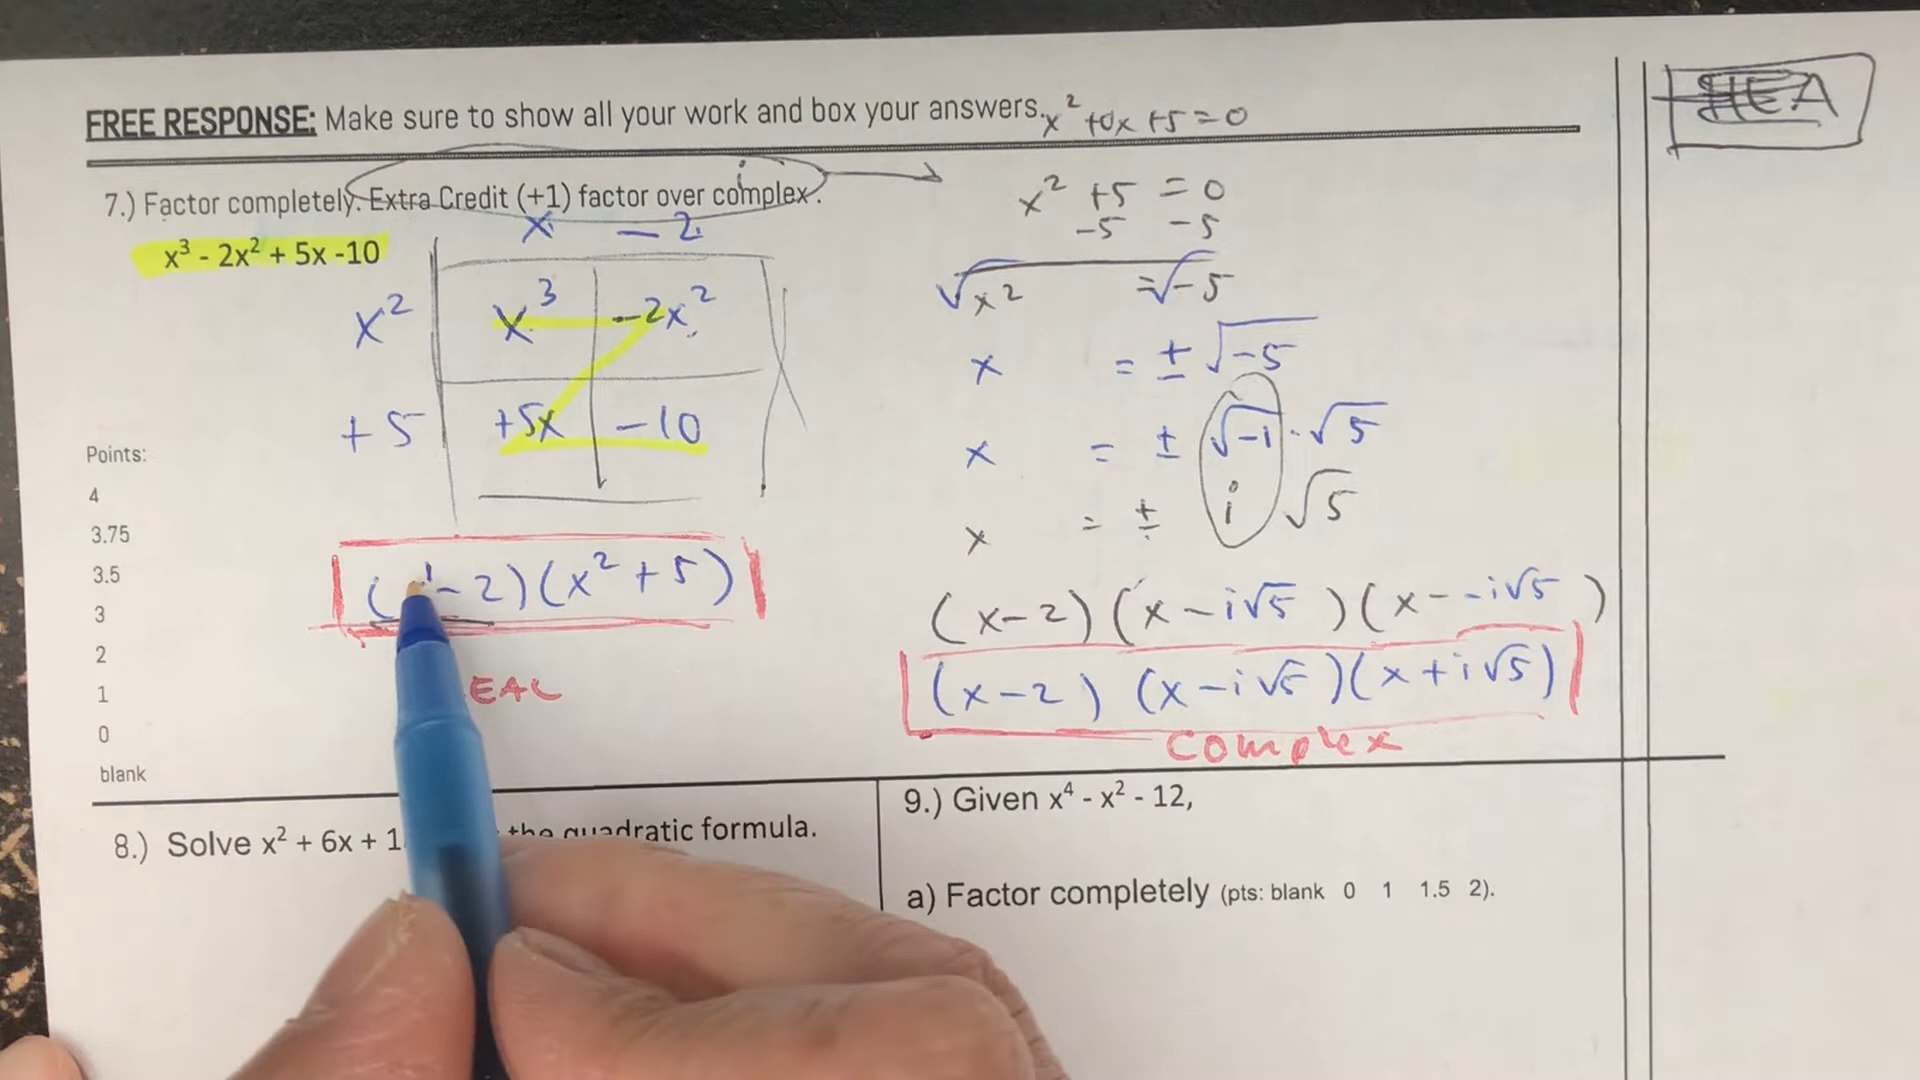 FREE RESPONSE: Make sure to show all your work and box your answers.
x² +0x +5 = 0
HEA
7.) Factor completely. Extra Credit (+1) factor over complex.
i
x³ - 2x² + 5x -10
x - 2
x² x³ -2x²
+5 +5x -10
(-2)(x² + 5)
EAL
x² +5 = 0
-5 -5
√x² = √-5
x = ± √-5
x = ± √-1 · √5
x = ± i √5
(x-2)(x-i√5)(x--i√5)
(x-2)(x-i√5)(x+i√5)
complex
Points:
4
3.75
3.5
3
2
1
0
blank
8.) Solve x² + 6x + 1 the quadratic formula.
9.) Given x⁴ - x² - 12,
a) Factor completely (pts: blank 0 1 1.5 2).